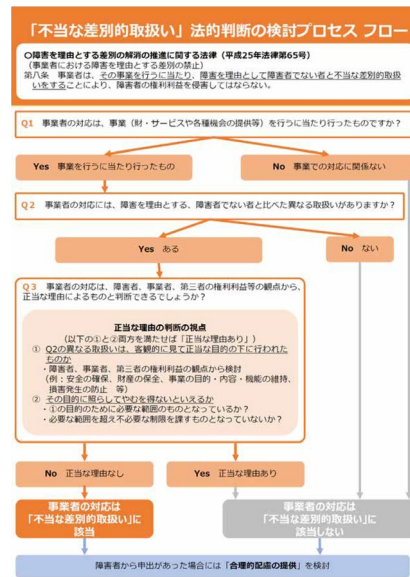 「不当な差別的取扱い」法的判断の検討プロセス フロー
〇障害を理由とする差別の解消の推進に関する法律（平成25年法律第65号）
（事業者における障害を理由とする差別の禁止）
第八条　事業者は、その事業を行うに当たり、障害を理由として障害者でない者と不当な差別的取扱
いをすることにより、障害者の権利利益を侵害してはならない。
Q1　事業者の対応は、事業（財・サービスや各種機会の提供等）を行うに当たり行ったものですか？
Yes　事業を行うに当たり行ったもの
No　事業での対応に関係ない
Q2　事業者の対応には、障害を理由とする、障害者でない者と比べた異なる取扱いがありますか？
Yes　ある
No　ない
Q3　事業者の対応は、障害者、事業者、第三者の権利利益等の観点から、
正当な理由によるものと判断できるでしょうか？
正当な理由の判断の視点
（以下の①と②両方を満たせば「正当な理由あり」）
①　Q2の異なる取扱いは、客観的に見て正当な目的の下に行われた
ものか
・障害者、事業者、第三者の権利利益の観点から検討
（例：安全の確保、財産の保全、事業の目的・内容・機能の維持、
損害発生の防止　等）
②　その目的に照らしてやむを得ないといえるか
・①の目的のために必要な範囲のものとなっているか？
・必要な範囲を超え不必要な制限を課すものとなっていないか？
No　正当な理由なし
Yes　正当な理由あり
事業者の対応は
「不当な差別的取扱い」に
該当
事業者の対応は
「不当な差別的取扱い」に
該当しない
障害者から申出があった場合には「合理的配慮の提供」を検討